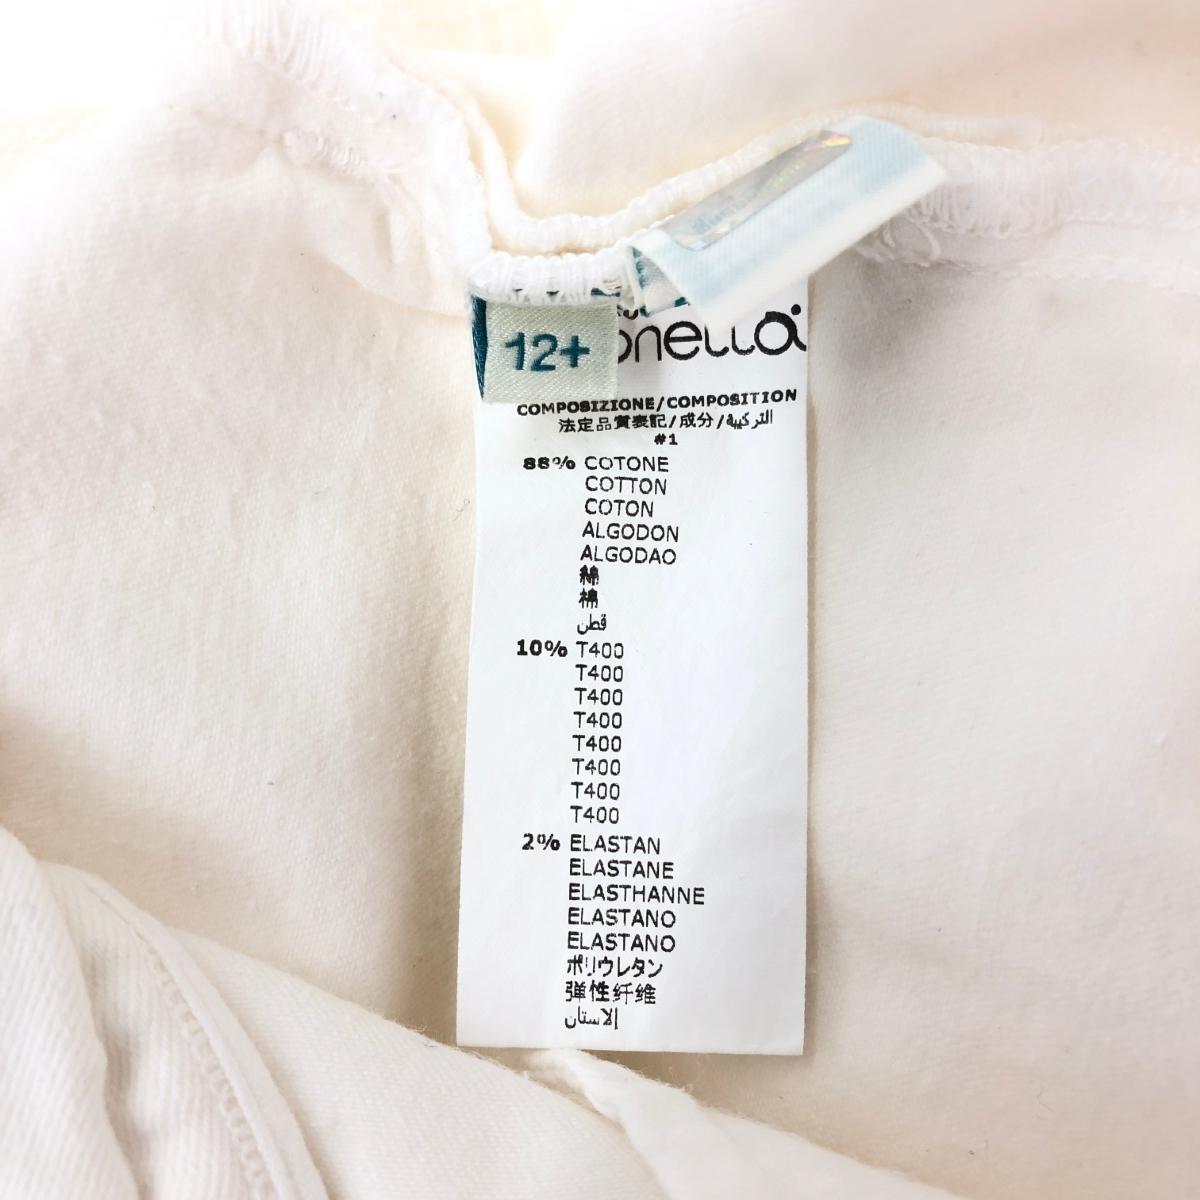 12+
onella
COMPOSIZIONE/COMPOSITION
法定品質表記/成分/التركيبة
#1
88% COTONE
COTTON
COTON
ALGODON
ALGODAO
綿
棉
قطن
10% T400
T400
T400
T400
T400
T400
T400
T400
2% ELASTAN
ELASTANE
ELASTHANNE
ELASTANO
ELASTANO
ポリウレタン
弹性纤维
الاستان